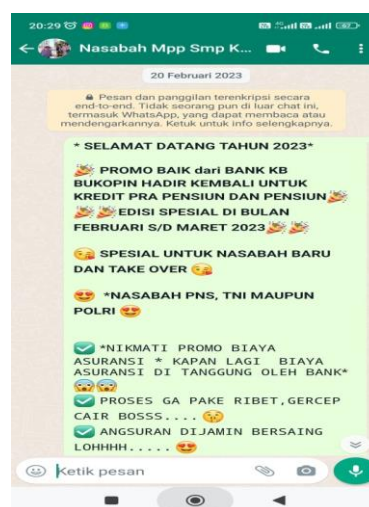 20:29
← Nasabah Mpp Smp K...
20 Februari 2023
Pesan dan panggilan terenkripsi secara
end-to-end. Tidak seorang pun di luar chat ini,
termasuk WhatsApp, yang dapat membaca atau
mendengarkannya. Ketuk untuk info selengkapnya.
* SELAMAT DATANG TAHUN 2023*
🎉 PROMO BAIK dari BANK KB
BUKOPIN HADIR KEMBALI UNTUK
KREDIT PRA PENSIUN DAN PENSIUN🎉
🎉🎉EDISI SPESIAL DI BULAN
FEBRUARI S/D MARET 2023🎉🎉
😘 SPESIAL UNTUK NASABAH BARU
DAN TAKE OVER 😘
😍 *NASABAH PNS, TNI MAUPUN
POLRI 😍
✅ *NIKMATI PROMO BIAYA
ASURANSI * KAPAN LAGI BIAYA
ASURANSI DI TANGGUNG OLEH BANK*
😱😱
✅ PROSES GA PAKE RIBET,GERCEP
CAIR BOSSS.... 😚
✅ ANGSURAN DIJAMIN BERSAING
LOHHHH..... 😍
Ketik pesan